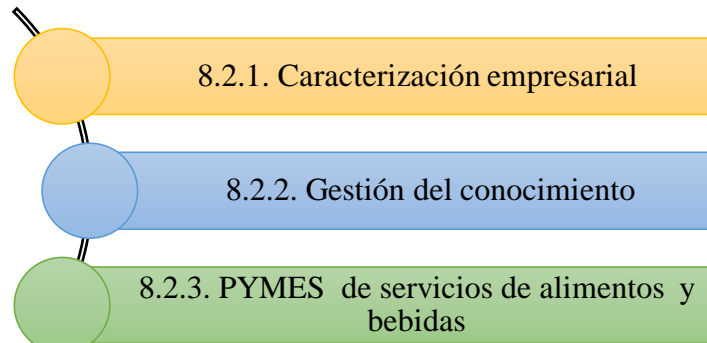 8.2.1. Caracterización empresarial
8.2.2. Gestión del conocimiento
8.2.3. PYMES de servicios de alimentos y
bebidas